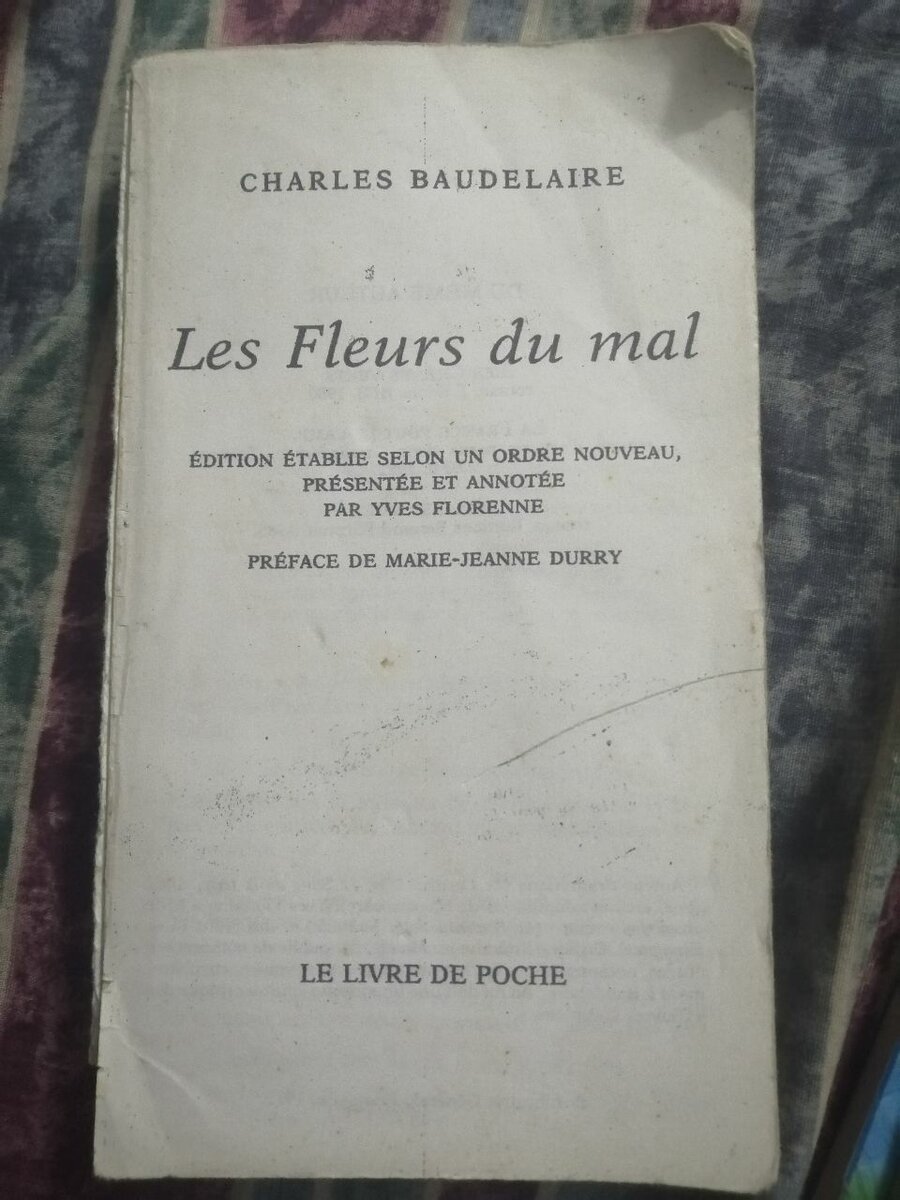 CHARLES BAUDELAIRE
Les Fleurs du mal
ÉDITION ÉTABLIE SELON UN ORDRE NOUVEAU,
PRÉSENTÉE ET ANNOTÉE
PAR YVES FLORENNE
PRÉFACE DE MARIE-JEANNE DURRY
LE LIVRE DE POCHE